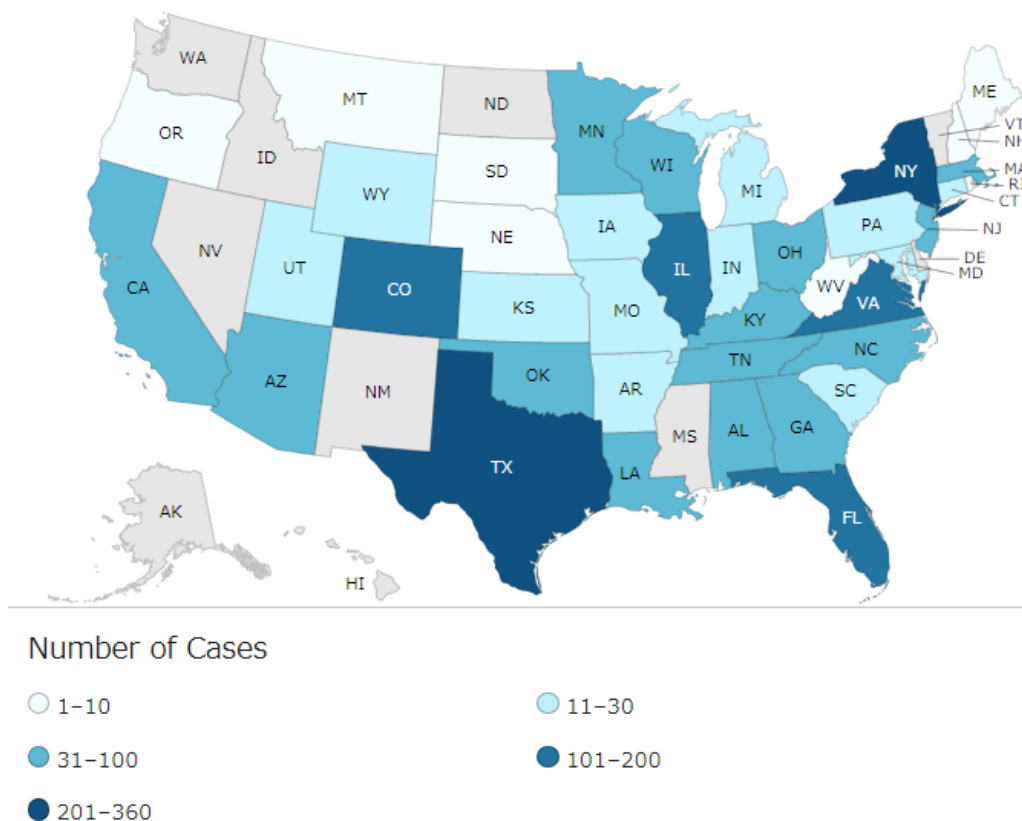 WA
MT
ND
ME
MN
VT
OR
NH
ID
SD
WI
NY
MA
WY
MI
CT
IA
PA
NE
NJ
NV
OH
UT
IL
IN
DE
MD
CA
CO
WV
VA
KS
MO
KY
NC
TN
AZ
OK
NM
AR
SC
MS
AL
GA
TX
LA
AK
FL
HI
Number of Cases
1–10
11–30
31–100
101–200
201–360